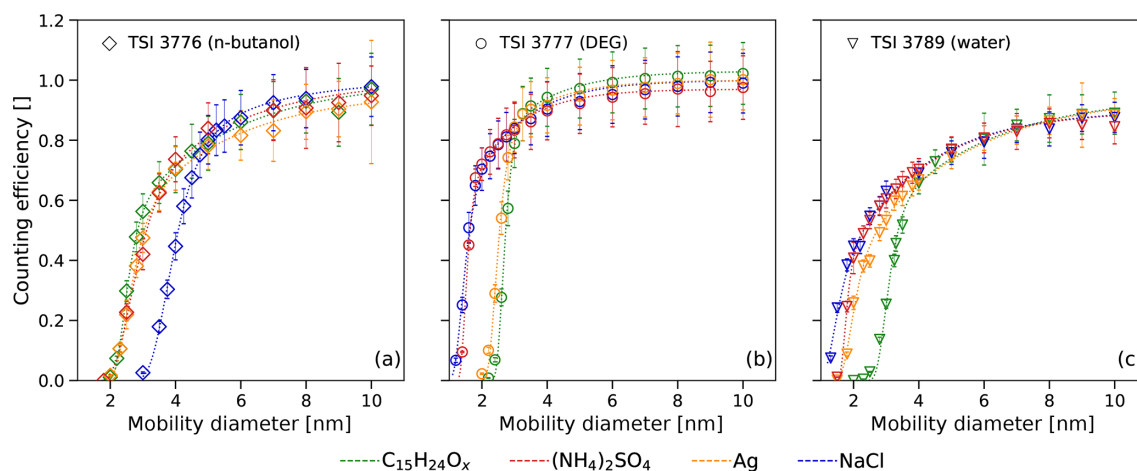 TSI 3776 (n-butanol)
TSI 3777 (DEG)
TSI 3789 (water)
Counting efficiency []
1.2
1.0
0.8
0.6
0.4
0.2
0.0
(a)
(b)
(c
2 4 6 8 10
2 4 6 8 10
2 4 6 8 10
Mobility diameter [nm]
Mobility diameter [nm]
Mobility diameter [nm]
C₁₅H₂₄Oₓ (NH₄)₂SO₄ Ag NaCl